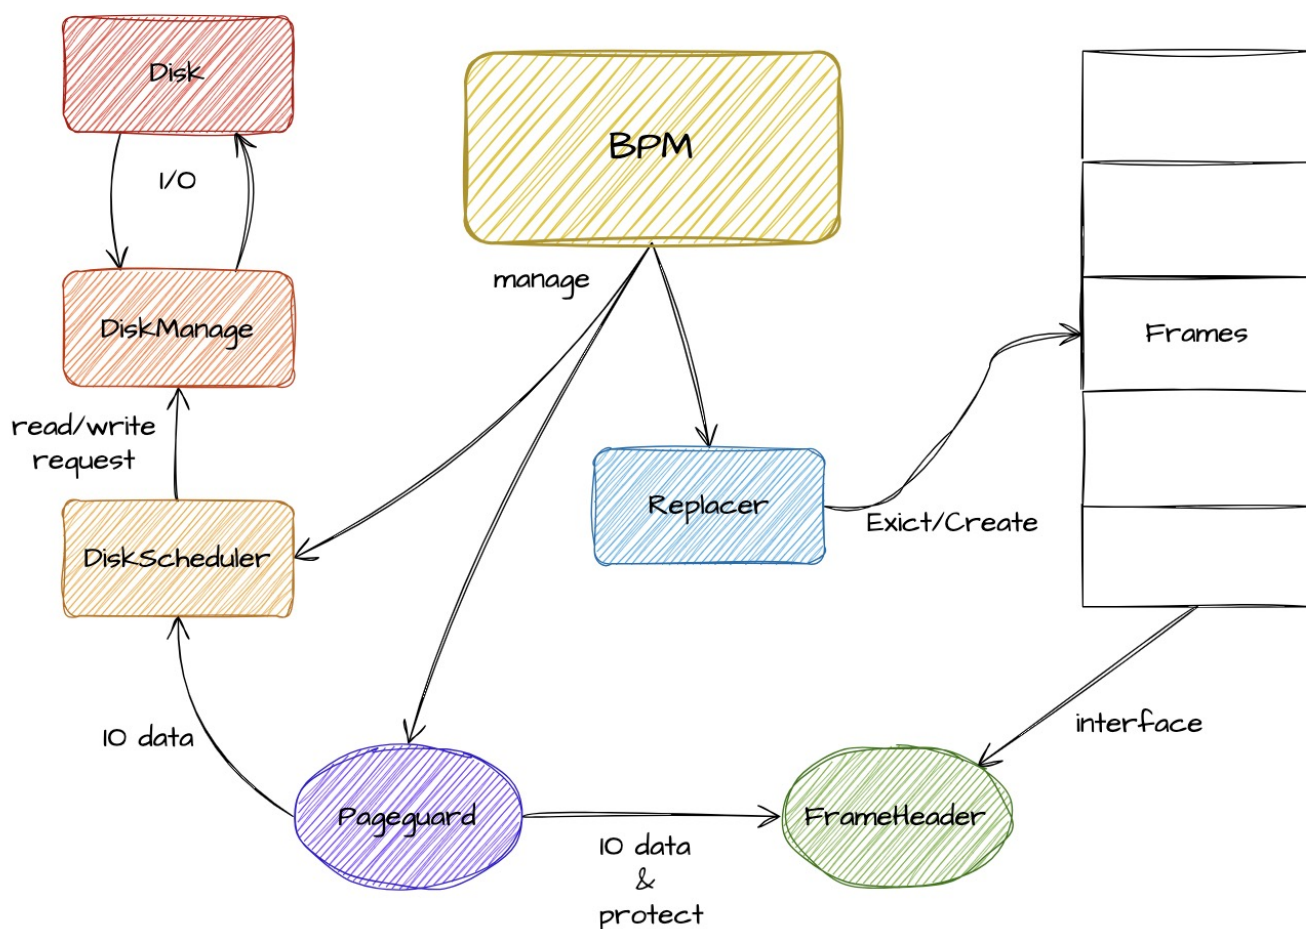 Disk
BPM
I/O
manage
DiskManage
Frames
read/write
request
Replacer
Exict/Create
DiskScheduler
IO data
interface
Pageguard
FrameHeader
IO data
&
protect